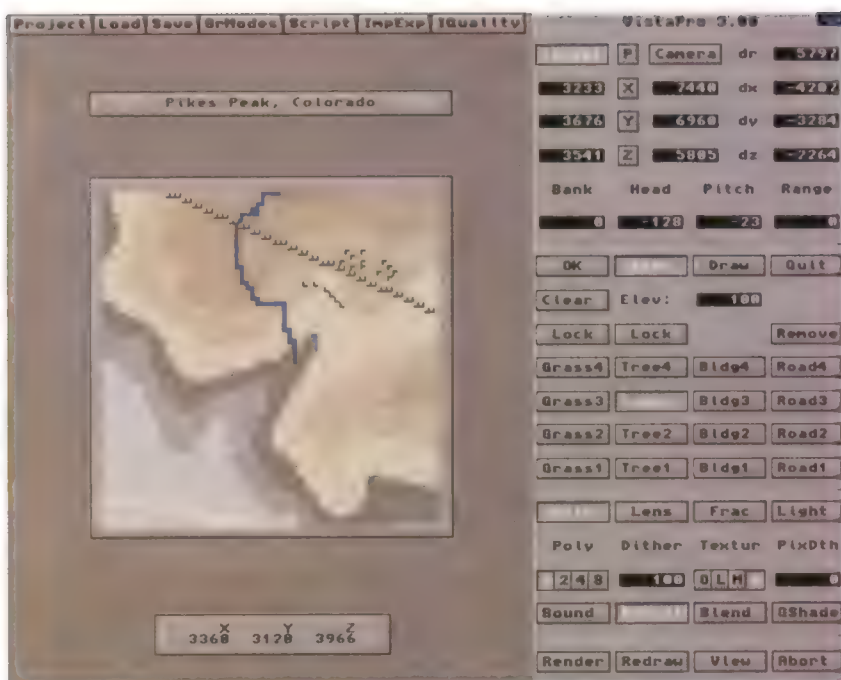 Project Load Save GrModes Script ImpExp IQuality
VistaPro 3.00
P Camera dr 5797
3233 X 7440 dx -4207
3676 Y 6960 dy -3284
3541 Z 5805 dz -2264
Bank Head Pitch Range
0 -128 -23 0
OK Draw Quit
Clear Elev: 100
Lock Lock Remove
Grass4 Tree4 Bldg4 Road4
Grass3 Bldg3 Road3
Grass2 Tree2 Bldg2 Road2
Grass1 Tree1 Bldg1 Road1
Lens Frac Light
Poly Dither Textur PixDth
2 4 8 100 O L M 0
Bound Blend GShade
Render Redraw View Abort
Pikes Peak, Colorado
X Y Z
3368 3128 3966